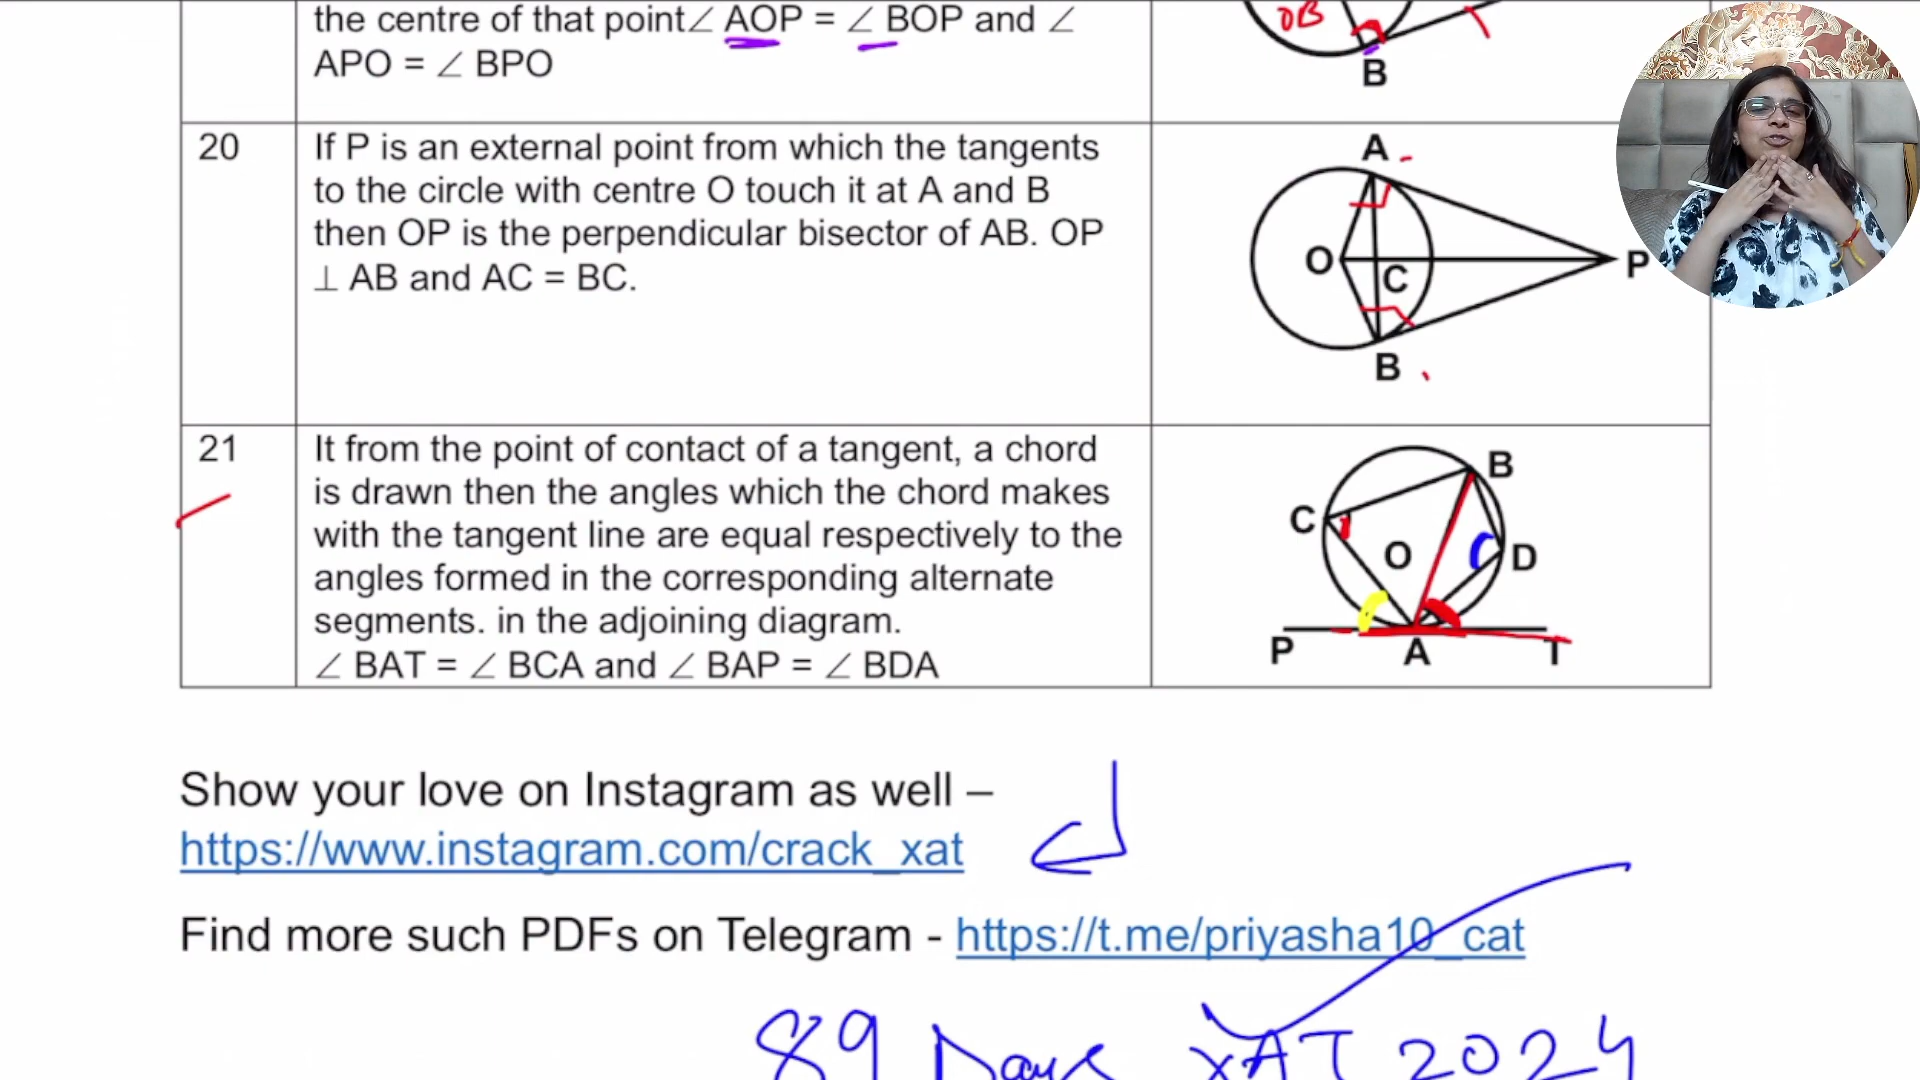 the centre of that point∠ AOP = ∠ BOP and ∠
APO = ∠ BPO
OB
B
20
If P is an external point from which the tangents
to the circle with centre O touch it at A and B
then OP is the perpendicular bisector of AB. OP
⊥ AB and AC = BC.
A
O
C
P
B
21
It from the point of contact of a tangent, a chord
is drawn then the angles which the chord makes
with the tangent line are equal respectively to the
angles formed in the corresponding alternate
segments. in the adjoining diagram.
∠ BAT = ∠ BCA and ∠ BAP = ∠ BDA
B
C
O
D
P
A
T
Show your love on Instagram as well –
https://www.instagram.com/crack_xat
Find more such PDFs on Telegram - https://t.me/priyasha10_cat
89 Days XAT 2024